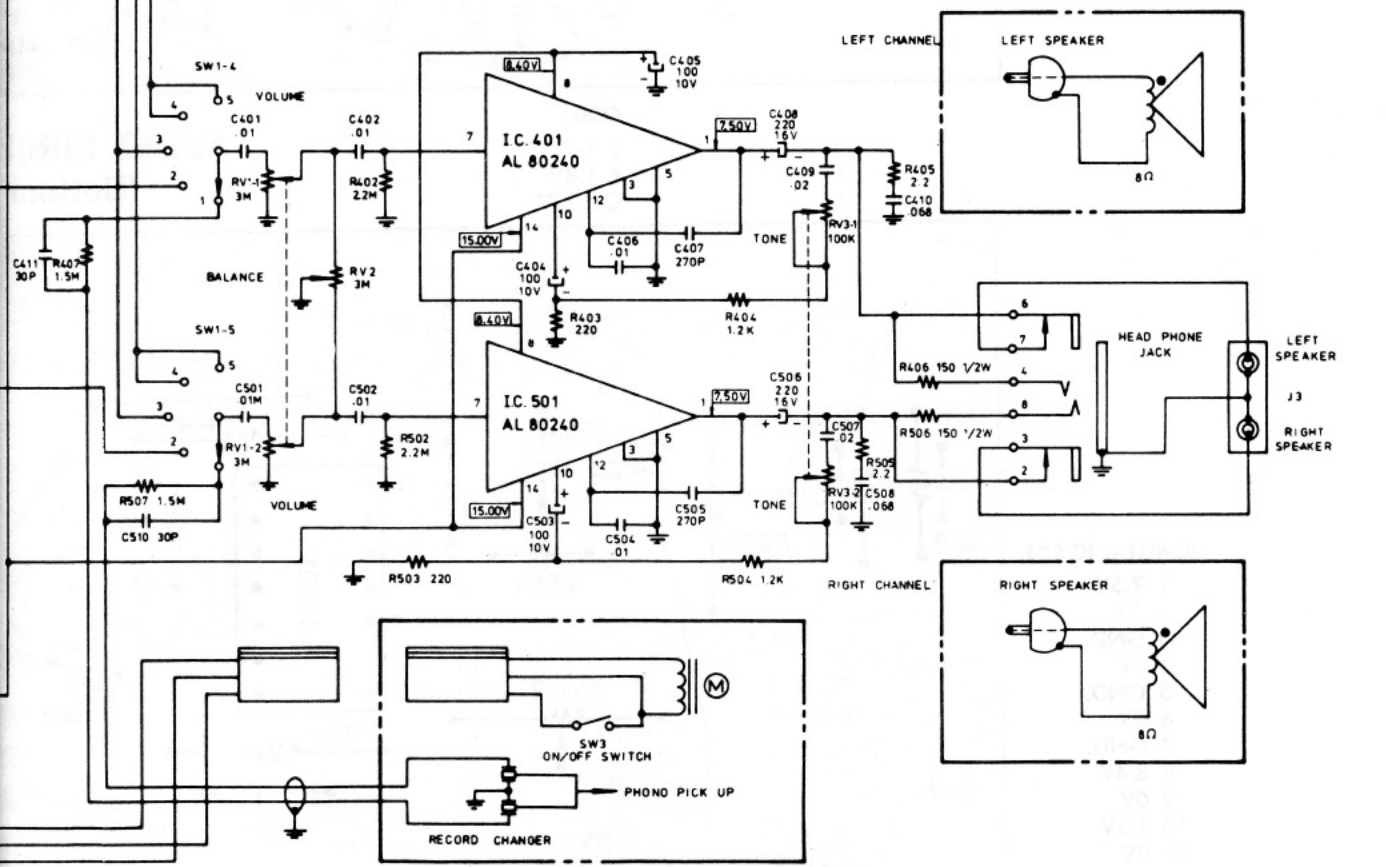 LEFT CHANNEL
LEFT SPEAKER
8Ω
SW1-4
VOLUME
5
4
3
2
1
C401
.01
RV1-1
3M
C402
.01
R402
2.2M
C411
30P
R407
1.5M
BALANCE
RV2
3M
8.40V
8
C405
100
10V
+
-
7
I.C. 401
AL 80240
1
7.50V
5
3
12
10
14
15.00V
C406
.01
C407
270P
C404
100
10V
+
-
R403
220
R404
1.2K
C408
220
16V
+
-
C409
.02
RV3-1
100K
TONE
R405
2.2
C410
.068
SW1-5
5
4
3
2
C501
.01M
RV1-2
3M
VOLUME
C502
.01
R502
2.2M
R507 1.5M
C510 30P
8.40V
8
7
I.C. 501
AL 80240
1
7.50V
5
3
12
10
14
15.00V
C503
100
10V
+
-
C504
.01
C505
270P
R503 220
R504 1.2K
C506
220
16V
+
-
C507
.02
RV3-2
100K
TONE
R505
2.2
C508
.068
6
7
4
8
3
2
R406 150 1/2W
R506 150 1/2W
HEAD PHONE
JACK
LEFT
SPEAKER
J3
RIGHT
SPEAKER
RIGHT CHANNEL
RIGHT SPEAKER
8Ω
M
SW3
ON/OFF SWITCH
PHONO PICK UP
RECORD CHANGER